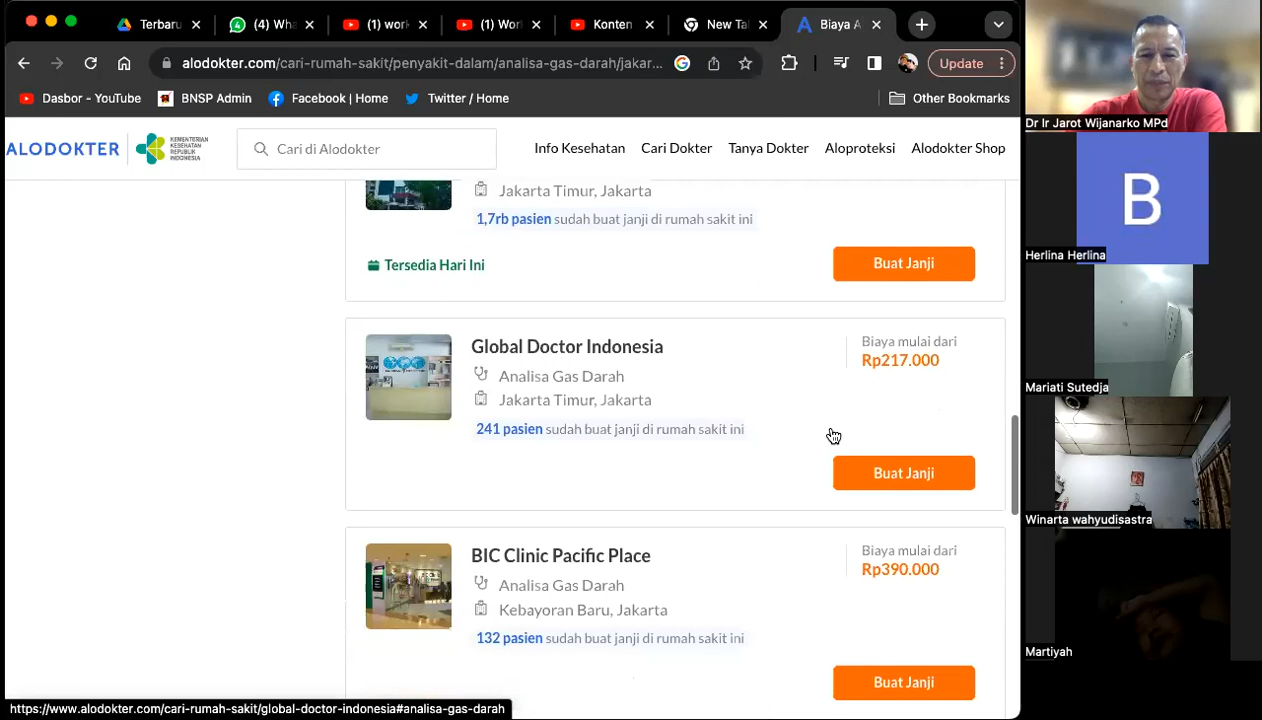 Terbaru
(4) Wha
(1) work
(1) Worl
Konten
New Tal
Biaya A
alodokter.com/cari-rumah-sakit/penyakit-dalam/analisa-gas-darah/jakar...
Update
Dasbor - YouTube
BNSP Admin
Facebook | Home
Twitter / Home
Other Bookmarks
ALODOKTER
KEMENTERIAN
KESEHATAN
REPUBLIK
INDONESIA
Cari di Alodokter
Info Kesehatan
Cari Dokter
Tanya Dokter
Aloproteksi
Alodokter Shop
Jakarta Timur, Jakarta
1,7rb pasien sudah buat janji di rumah sakit ini
Tersedia Hari Ini
Buat Janji
Global Doctor Indonesia
Analisa Gas Darah
Jakarta Timur, Jakarta
241 pasien sudah buat janji di rumah sakit ini
Biaya mulai dari
Rp217.000
Buat Janji
BIC Clinic Pacific Place
Analisa Gas Darah
Kebayoran Baru, Jakarta
132 pasien sudah buat janji di rumah sakit ini
Biaya mulai dari
Rp390.000
Buat Janji
https://www.alodokter.com/cari-rumah-sakit/global-doctor-indonesia#analisa-gas-darah
Dr Ir Jarot Wijanarko MPd
B
Herlina Herlina
Mariati Sutedja
Winarta wahyudisastra
Martiyah